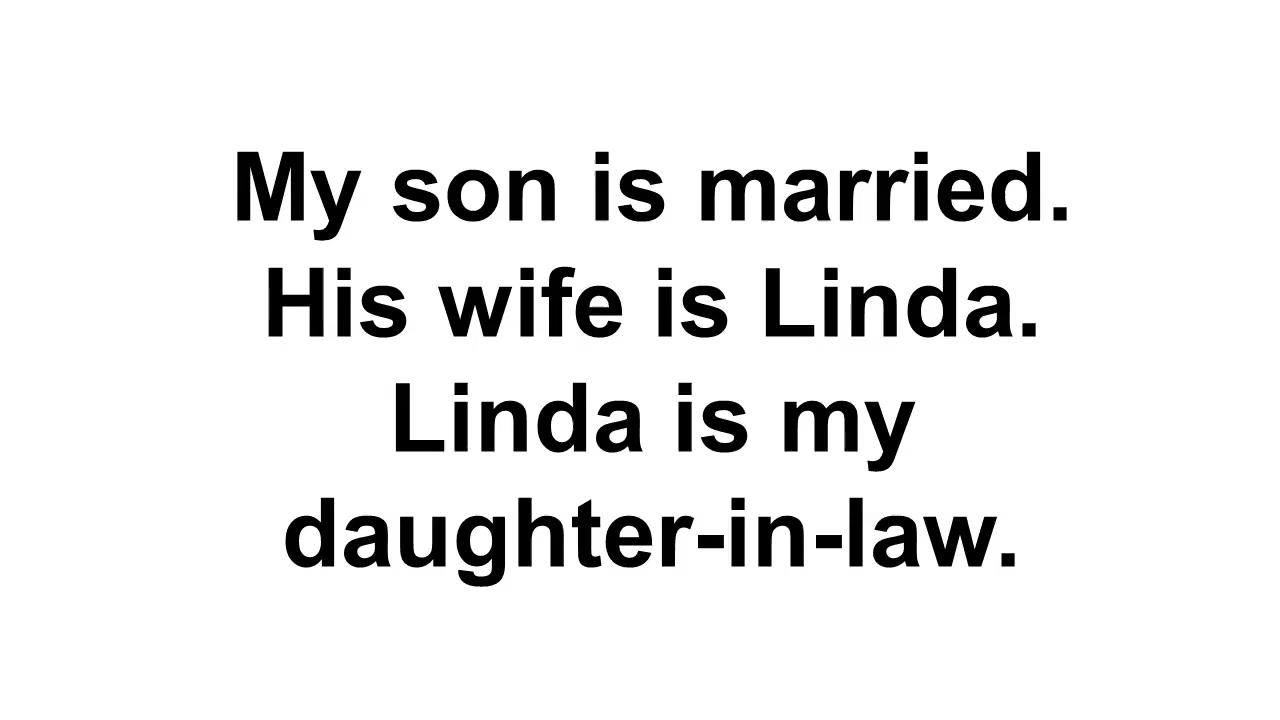 My son is married.
His wife is Linda.
Linda is my
daughter-in-law.